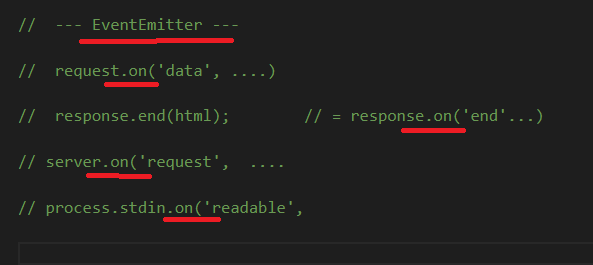 //  --- EventEmitter ---
//  request.on('data', ....)
//  response.end(html);        // = response.on('end'...)
// server.on('request',  ....
// process.stdin.on('readable',